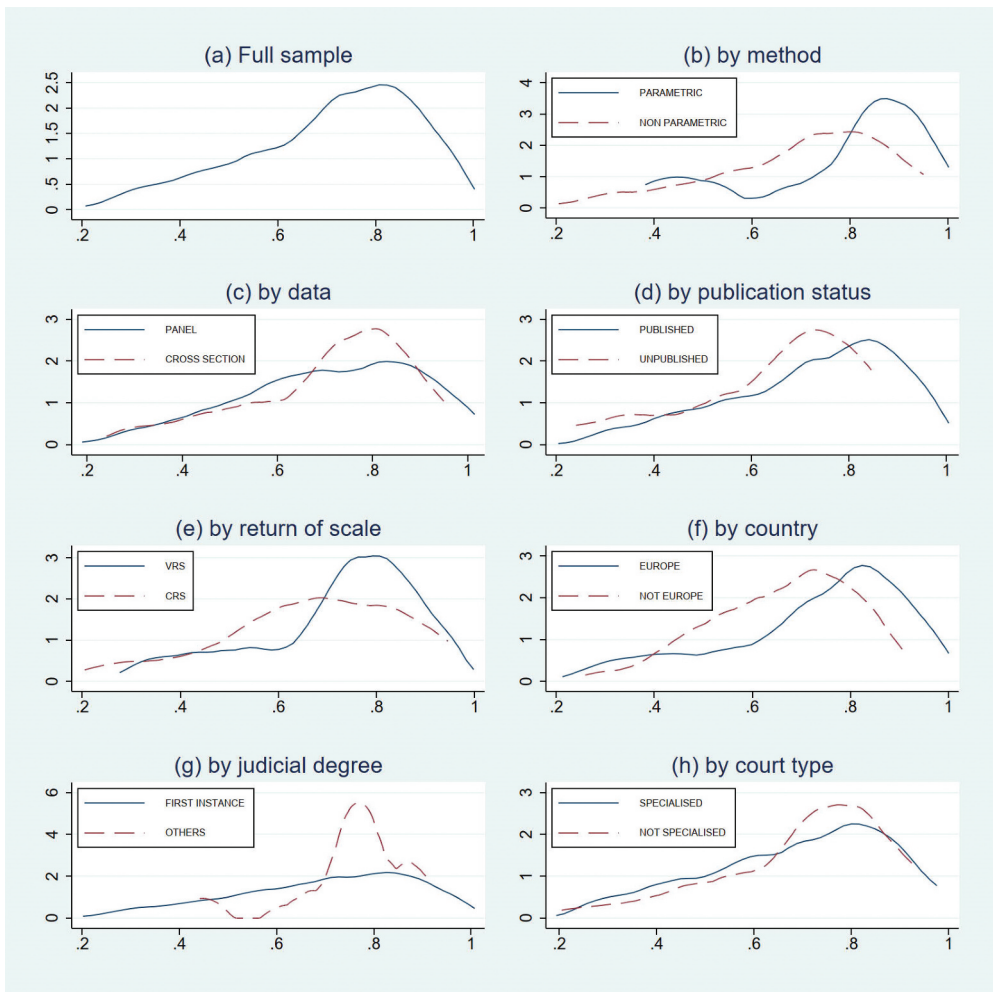 (a) Full sample
0 .5 1 1.5 2 2.5
.2 .4 .6 .8 1
(b) by method
PARAMETRIC
NON PARAMETRIC
0 1 2 3 4
.2 .4 .6 .8 1
(c) by data
PANEL
CROSS SECTION
0 1 2 3
.2 .4 .6 .8 1
(d) by publication status
PUBLISHED
UNPUBLISHED
0 1 2 3
.2 .4 .6 .8 1
(e) by return of scale
VRS
CRS
0 1 2 3
.2 .4 .6 .8 1
(f) by country
EUROPE
NOT EUROPE
0 1 2 3
.2 .4 .6 .8 1
(g) by judicial degree
FIRST INSTANCE
OTHERS
0 2 4 6
.2 .4 .6 .8 1
(h) by court type
SPECIALISED
NOT SPECIALISED
0 1 2 3
.2 .4 .6 .8 1